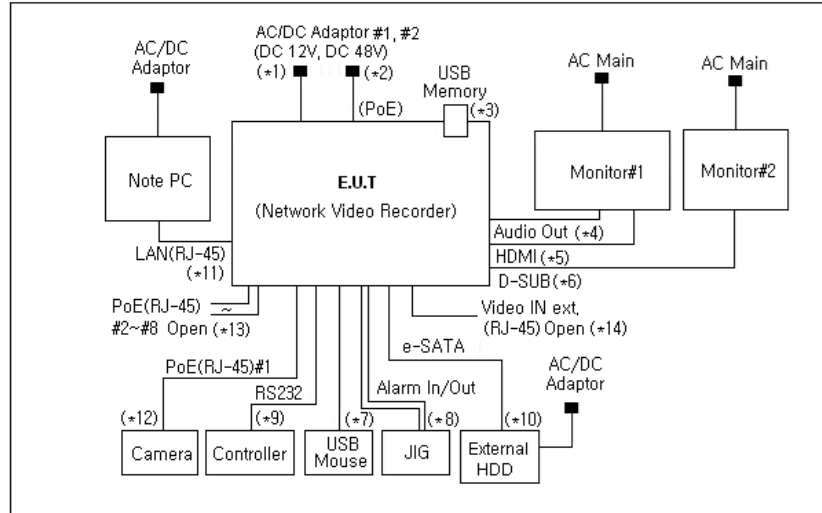 AC/DC
Adaptor
AC/DC Adaptor #1, #2
(DC 12V, DC 48V)
(*1)
(*2)
(PoE)
USB
Memory
(*3)
AC Main
AC Main
Note PC
E.U.T
(Network Video Recorder)
Monitor#1
Monitor#2
Audio Out (*4)
HDMI (*5)
D-SUB (*6)
LAN(RJ-45)
(*11)
PoE(RJ-45) ~
#2~#8 Open (*13)
Video IN ext,
(RJ-45) Open (*14)
e-SATA
PoE(RJ-45)#1
RS232
Alarm In/Out
AC/DC
Adaptor
(*12)
(*9)
(*7)
(*8)
(*10)
Camera
Controller
USB
Mouse
JIG
External
HDD